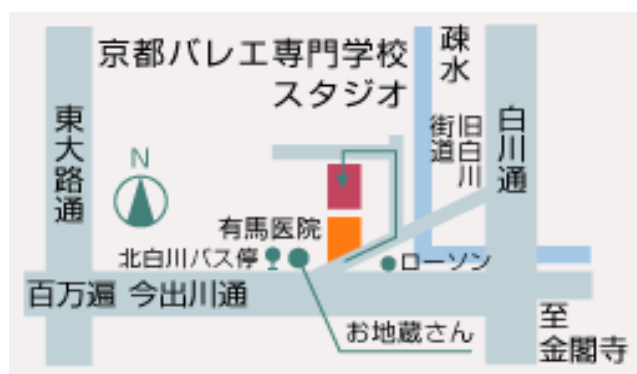 京都バレエ専門学校
スタジオ
疎水
旧白川
街道
白川通
東大路通
N
有馬医院
北白川バス停
ローソン
百万遍 今出川通
お地蔵さん
至
金閣寺